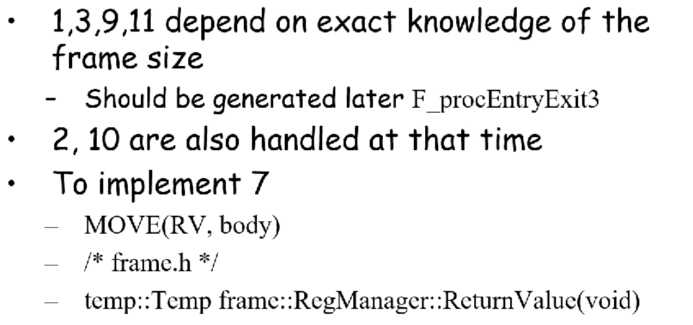 • 1,3,9,11 depend on exact knowledge of the
frame size
– Should be generated later F_procEntryExit3
• 2, 10 are also handled at that time
• To implement 7
– MOVE(RV, body)
– /* frame.h */
– temp::Temp frame::RegManager::ReturnValue(void)